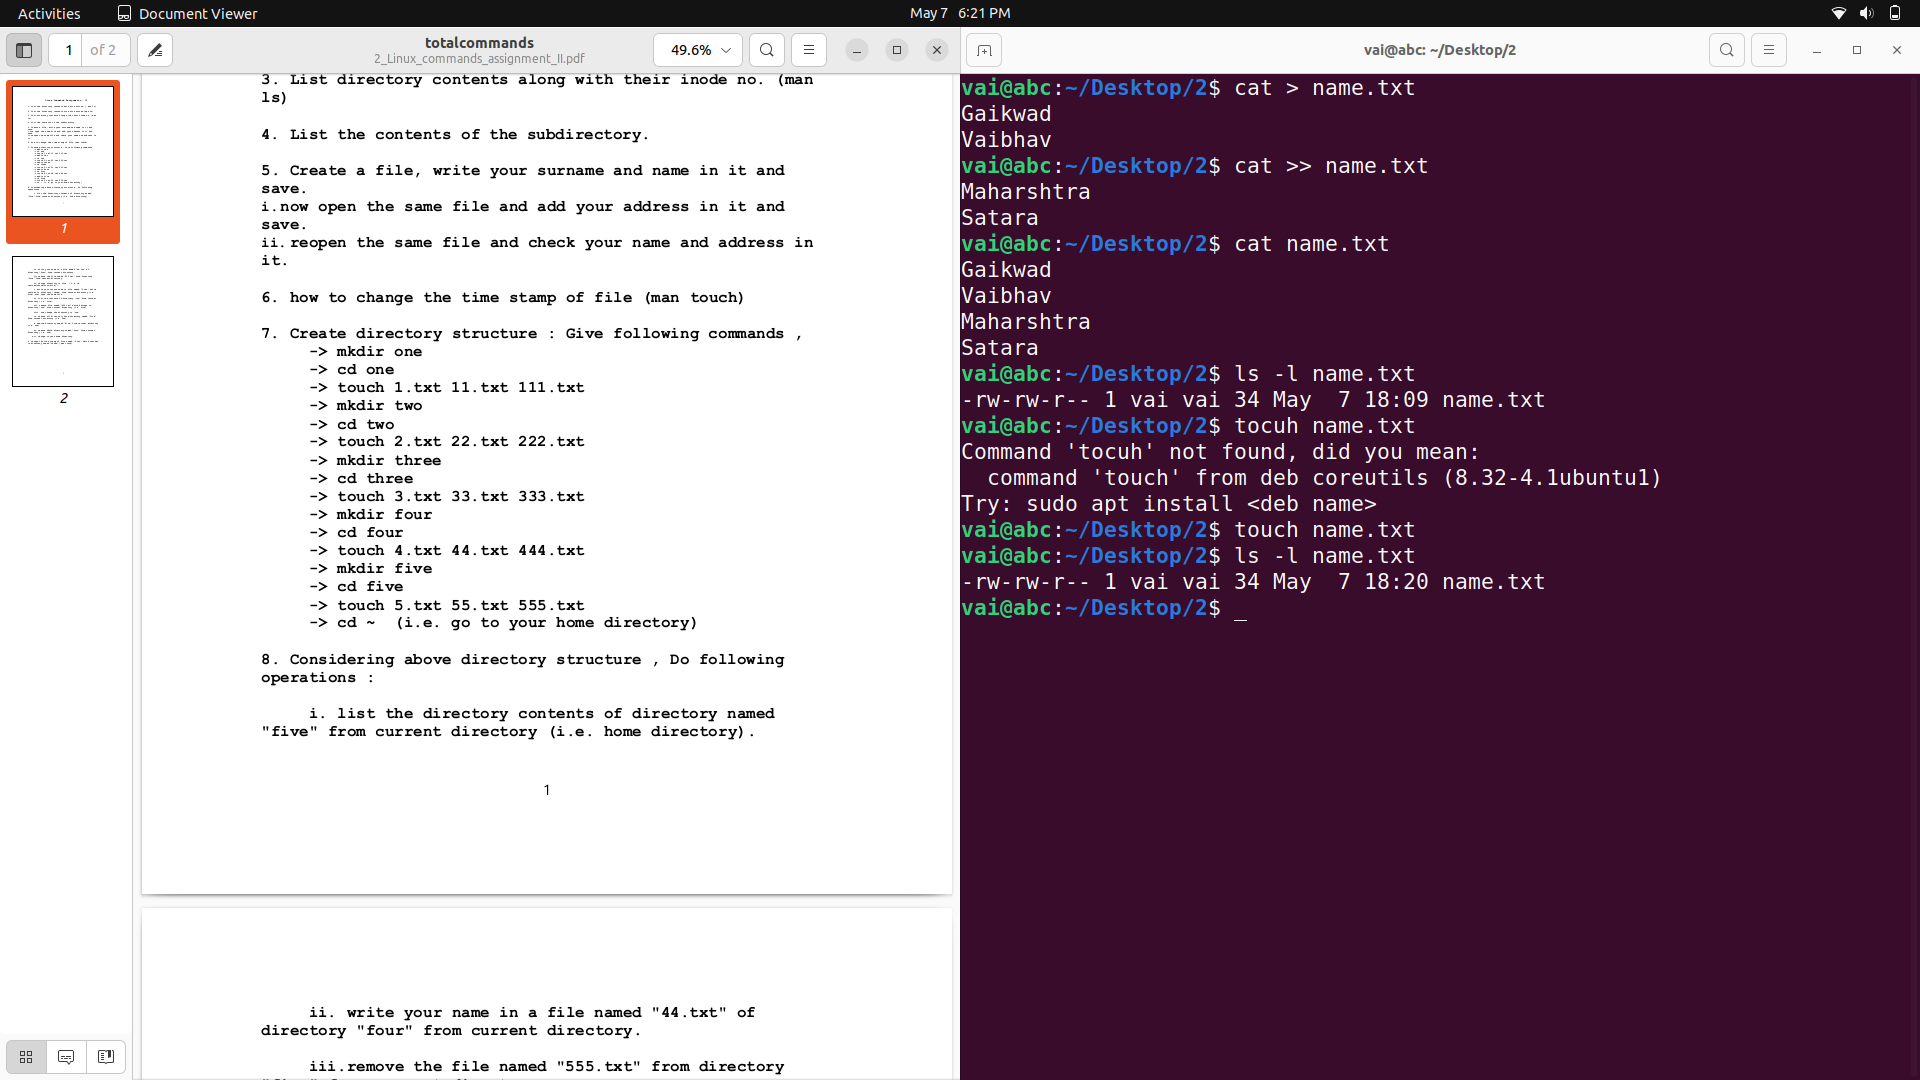 Activities
Document Viewer
May 7 6:21 PM
1 of 2
totalcommands
2_Linux_commands_assignment_II.pdf
49.6%
1
2
3. List directory contents along with their inode no. (man
ls)
4. List the contents of the subdirectory.
5. Create a file, write your surname and name in it and
save.
i.now open the same file and add your address in it and
save.
ii.reopen the same file and check your name and address in
it.
6. how to change the time stamp of file (man touch)
7. Create directory structure : Give following commands ,
-> mkdir one
-> cd one
-> touch 1.txt 11.txt 111.txt
-> mkdir two
-> cd two
-> touch 2.txt 22.txt 222.txt
-> mkdir three
-> cd three
-> touch 3.txt 33.txt 333.txt
-> mkdir four
-> cd four
-> touch 4.txt 44.txt 444.txt
-> mkdir five
-> cd five
-> touch 5.txt 55.txt 555.txt
-> cd ~ (i.e. go to your home directory)
8. Considering above directory structure , Do following
operations :
i. list the directory contents of directory named
"five" from current directory (i.e. home directory).
1
ii. write your name in a file named "44.txt" of
directory "four" from current directory.
iii.remove the file named "555.txt" from directory
vai@abc: ~/Desktop/2
vai@abc:~/Desktop/2$ cat > name.txt
Gaikwad
Vaibhav
vai@abc:~/Desktop/2$ cat >> name.txt
Maharshtra
Satara
vai@abc:~/Desktop/2$ cat name.txt
Gaikwad
Vaibhav
Maharshtra
Satara
vai@abc:~/Desktop/2$ ls -l name.txt
-rw-rw-r-- 1 vai vai 34 May  7 18:09 name.txt
vai@abc:~/Desktop/2$ tocuh name.txt
Command 'tocuh' not found, did you mean:
  command 'touch' from deb coreutils (8.32-4.1ubuntu1)
Try: sudo apt install <deb name>
vai@abc:~/Desktop/2$ touch name.txt
vai@abc:~/Desktop/2$ ls -l name.txt
-rw-rw-r-- 1 vai vai 34 May  7 18:20 name.txt
vai@abc:~/Desktop/2$ _